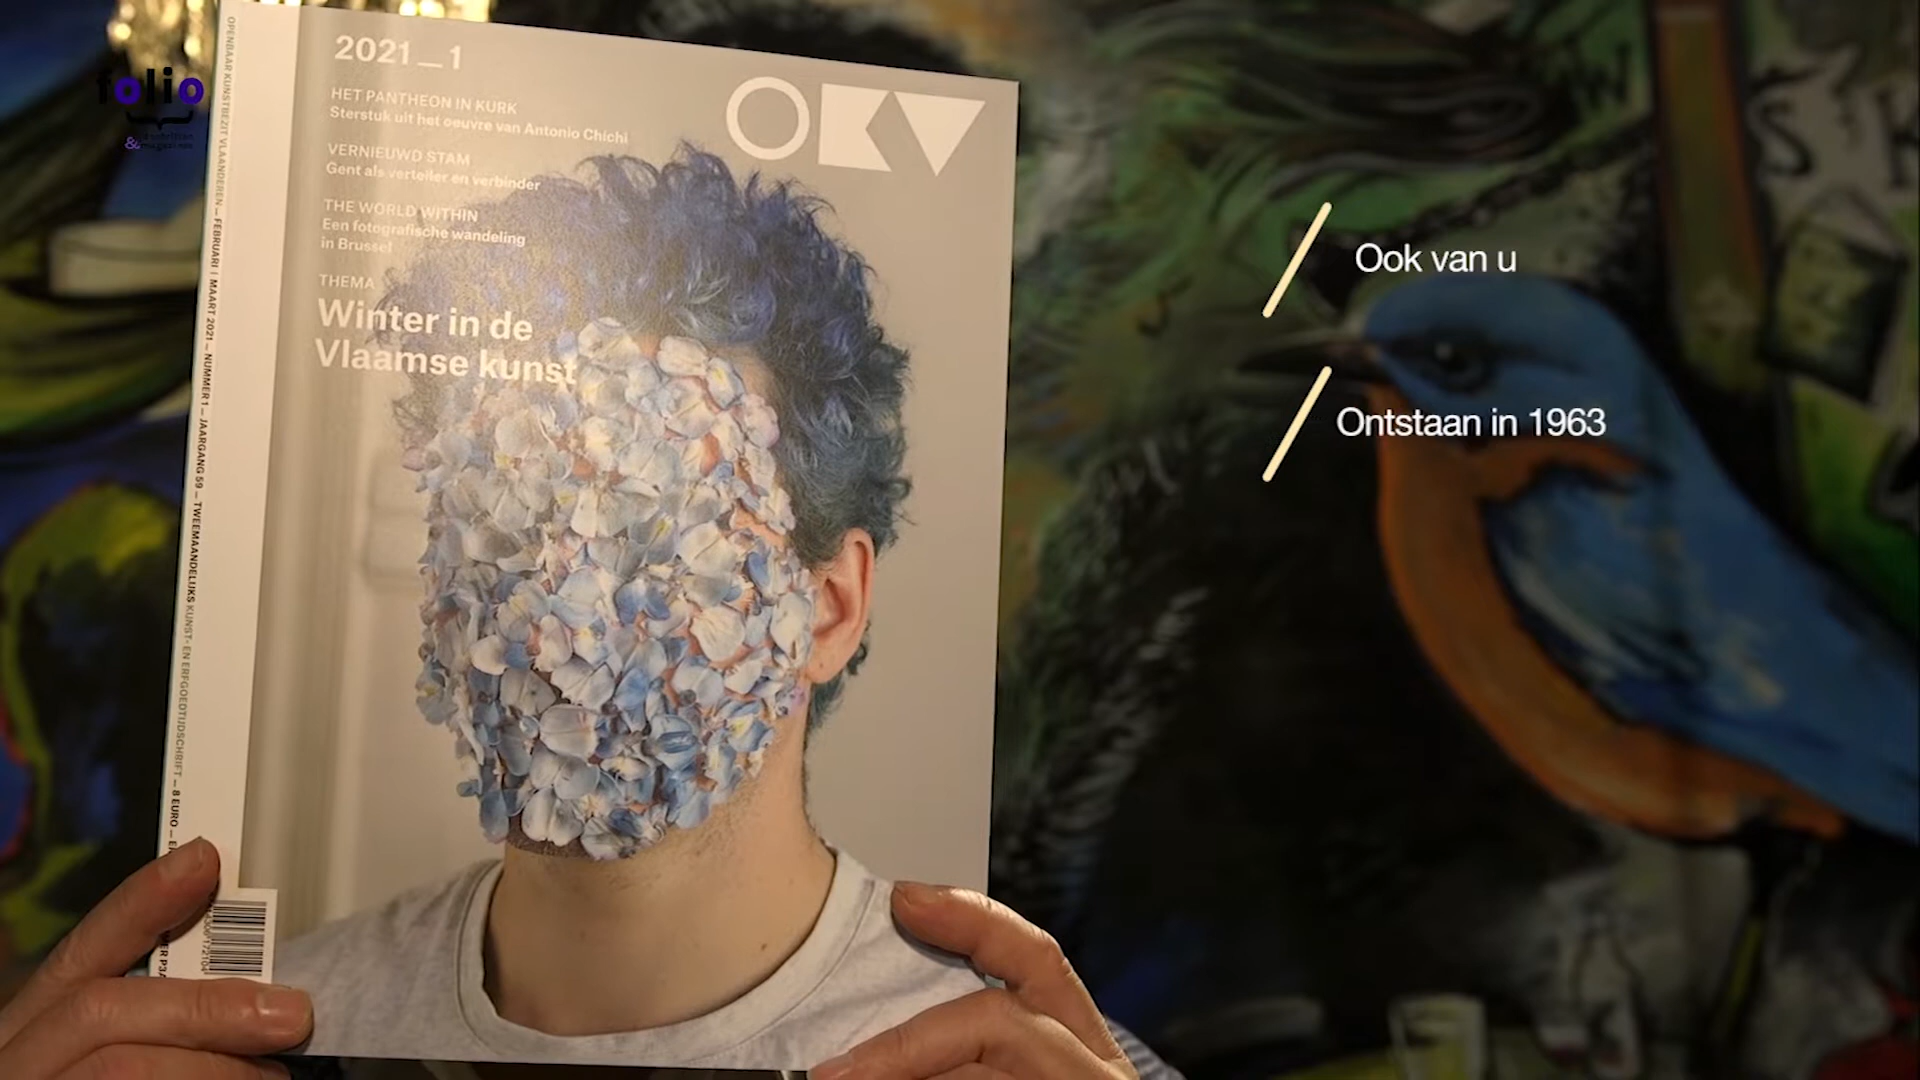 folio
&tijdschriften
magazines
2021_1
OKV
HET PANTHEON IN KURK
Sterstuk uit het oeuvre van Antonio Chichi
VERNIEUWD STAM
Gent als verteller en verbinder
THE WORLD WITHIN
Een fotografische wandeling
in Brussel
THEMA
Winter in de
Vlaamse kunst
OPENBAAR KUNSTBEZIT VLAANDEREN – FEBRUARI | MAART 2021 – NUMMER 1 – JAARGANG 59 – TWEEMAANDELIJKS KUNST- EN ERFGOEDTIJDSCHRIFT – 8 EURO –
Ook van u
Ontstaan in 1963